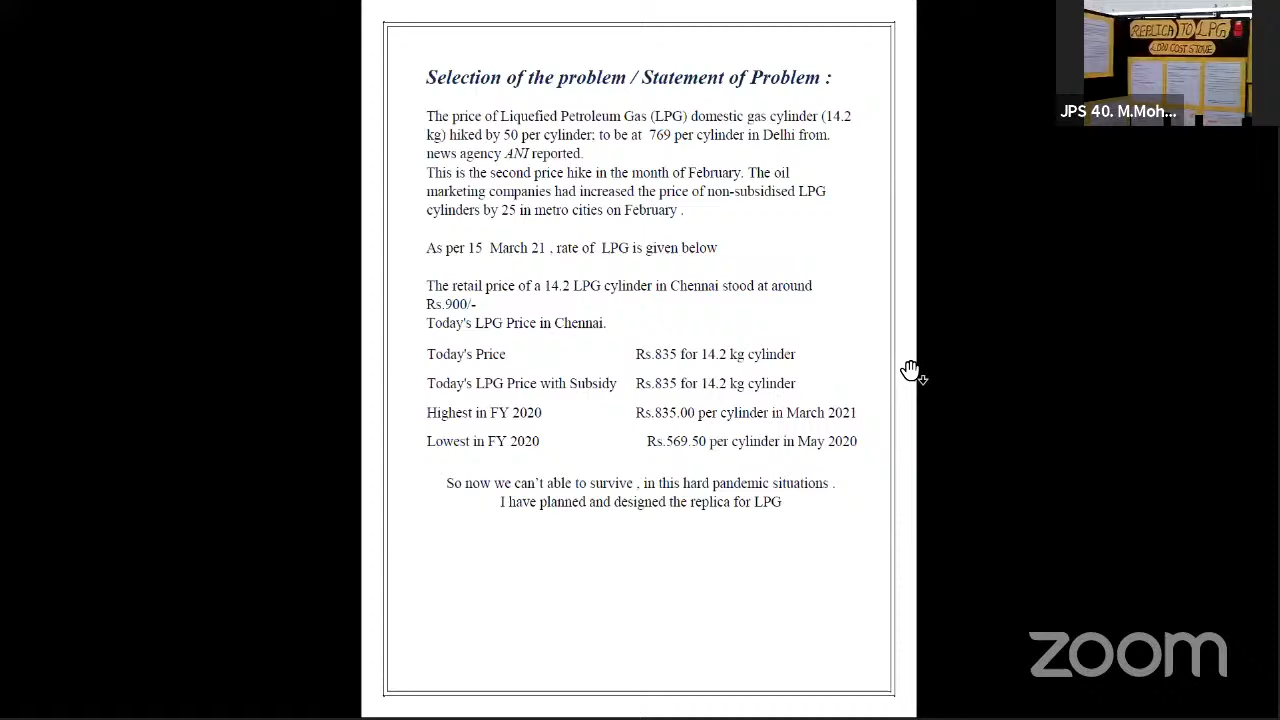 Selection of the problem / Statement of Problem :
The price of Liquefied Petroleum Gas (LPG) domestic gas cylinder (14.2
kg) hiked by 50 per cylinder; to be at 769 per cylinder in Delhi from.
news agency ANI reported.
This is the second price hike in the month of February. The oil
marketing companies had increased the price of non-subsidised LPG
cylinders by 25 in metro cities on February .
As per 15 March 21 , rate of LPG is given below
The retail price of a 14.2 LPG cylinder in Chennai stood at around
Rs.900/-
Today's LPG Price in Chennai.
Today's Price Rs.835 for 14.2 kg cylinder
Today's LPG Price with Subsidy Rs.835 for 14.2 kg cylinder
Highest in FY 2020 Rs.835.00 per cylinder in March 2021
Lowest in FY 2020 Rs.569.50 per cylinder in May 2020
So now we can't able to survive , in this hard pandemic situations .
I have planned and designed the replica for LPG
REPLICA TO LPG
LOW COST STOVE
JPS 40. M.Moh...
zoom